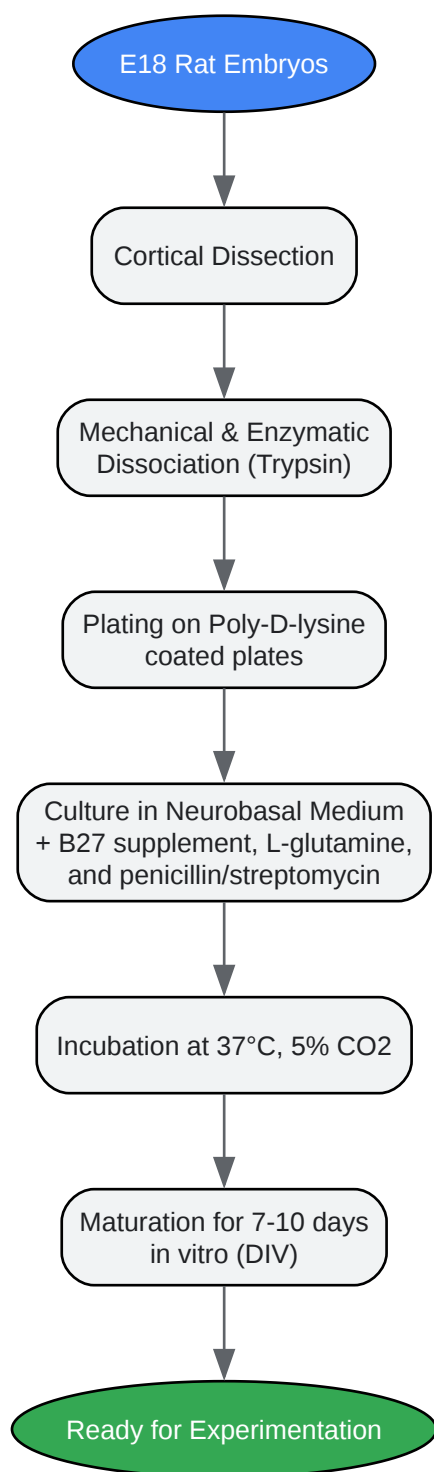 E18 Rat Embryos
Cortical Dissection
Mechanical & Enzymatic
Dissociation (Trypsin)
Plating on Poly-D-lysine
coated plates
Culture in Neurobasal Medium
+ B27 supplement, L-glutamine,
and penicillin/streptomycin
Incubation at 37°C, 5% CO2
Maturation for 7-10 days
in vitro (DIV)
Ready for Experimentation